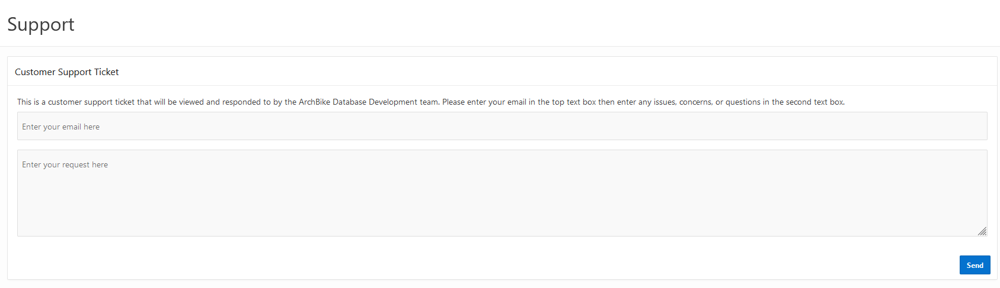 Support
Customer Support Ticket
This is a customer support ticket that will be viewed and responded to by the ArchBike Database Development team. Please enter your email in the top text box then enter any issues, concerns, or questions in the second text box.
Enter your email here
Enter your request here
Send